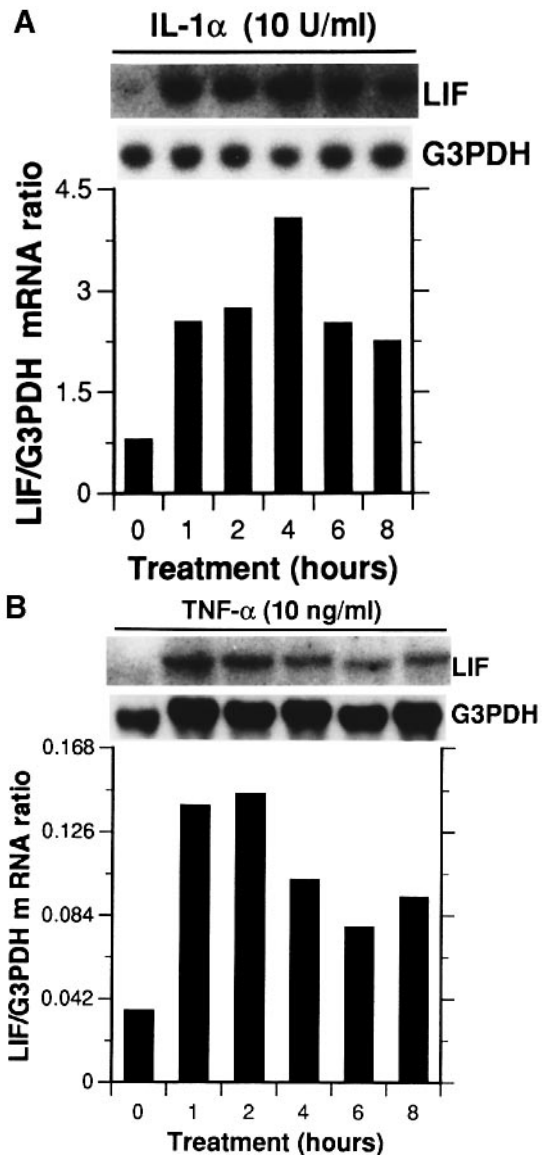 A
IL-1α (10 U/ml)
LIF
G3PDH
LIF/G3PDH mRNA ratio
4.5
3
1.5
0
0 1 2 4 6 8
Treatment (hours)
B
TNF-α (10 ng/ml)
LIF
G3PDH
LIF/G3PDH m RNA ratio
0.168
0.126
0.084
0.042
0
0 1 2 4 6 8
Treatment (hours)